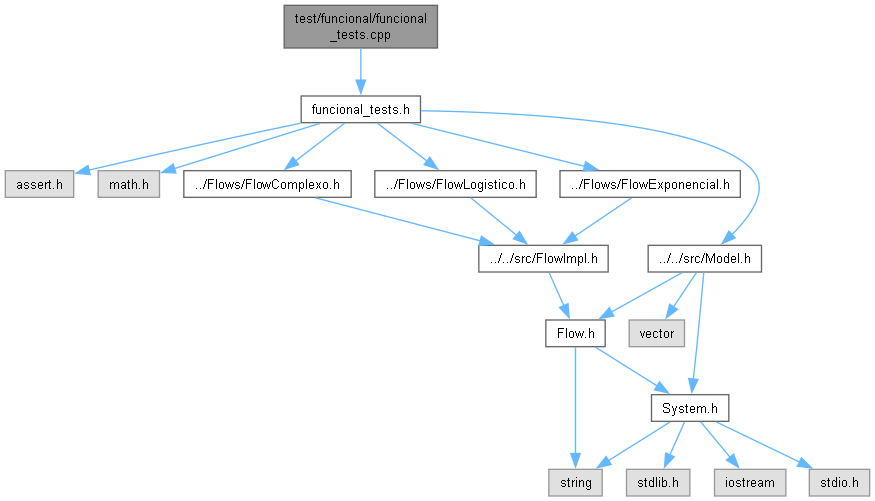 test/funcional/funcional
_tests.cpp
funcional_tests.h
assert.h
math.h
../Flows/FlowComplexo.h
../Flows/FlowLogistico.h
../Flows/FlowExponencial.h
../../src/FlowImpl.h
../../src/Model.h
Flow.h
vector
System.h
string
stdlib.h
iostream
stdio.h